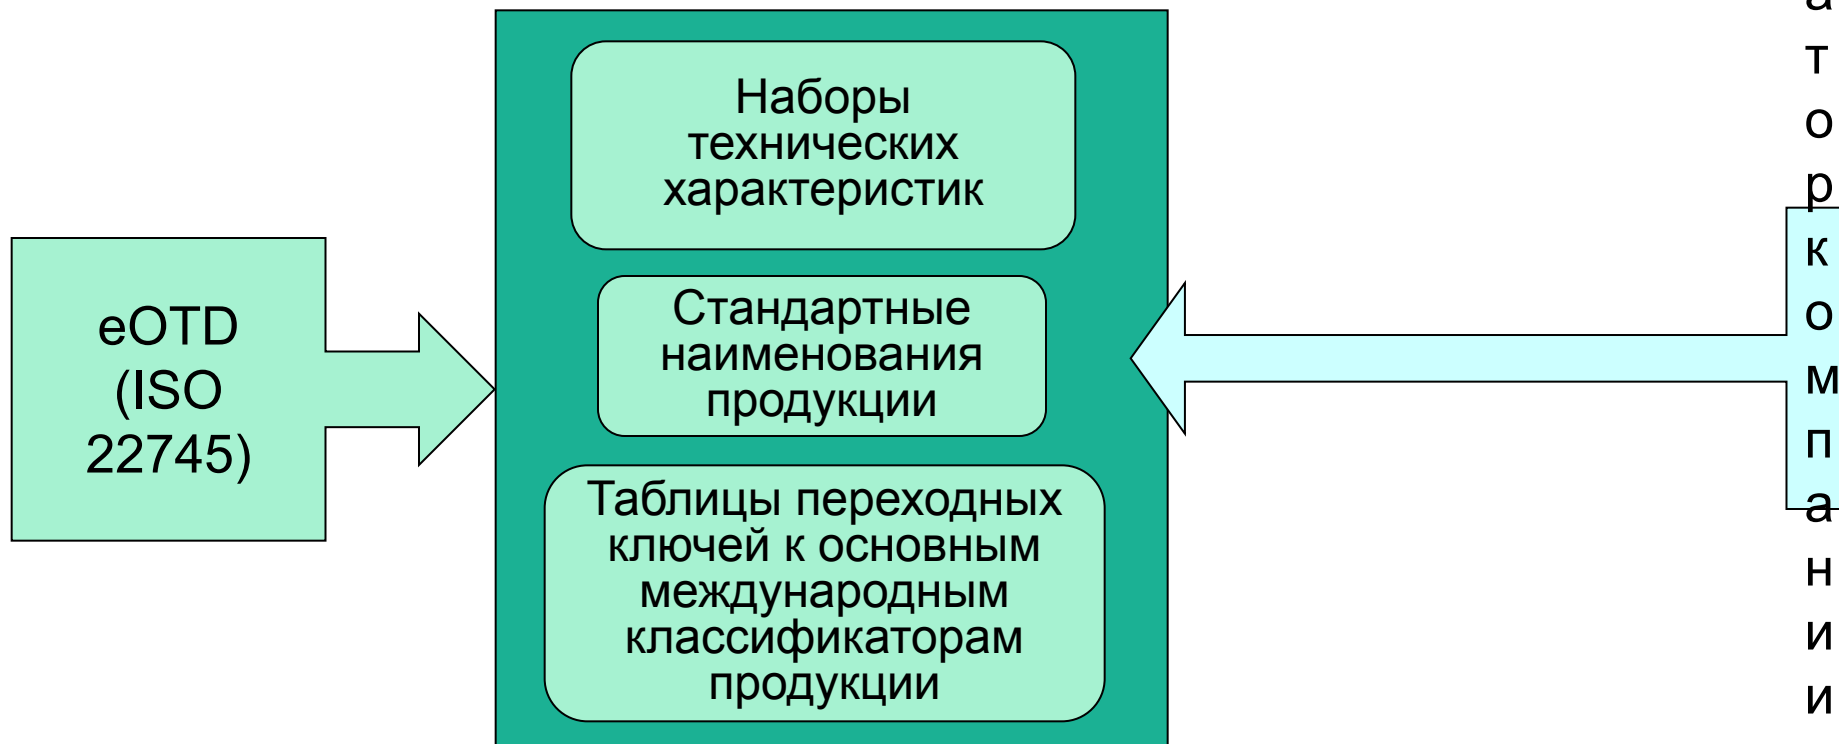 eOTD
(ISO
22745)
Наборы
технических
характеристик
Стандартные
наименования
продукции
Таблицы переходных
ключей к основным
международным
классификаторам
продукции
а
т
о
р
к
о
м
п
а
н
и
и